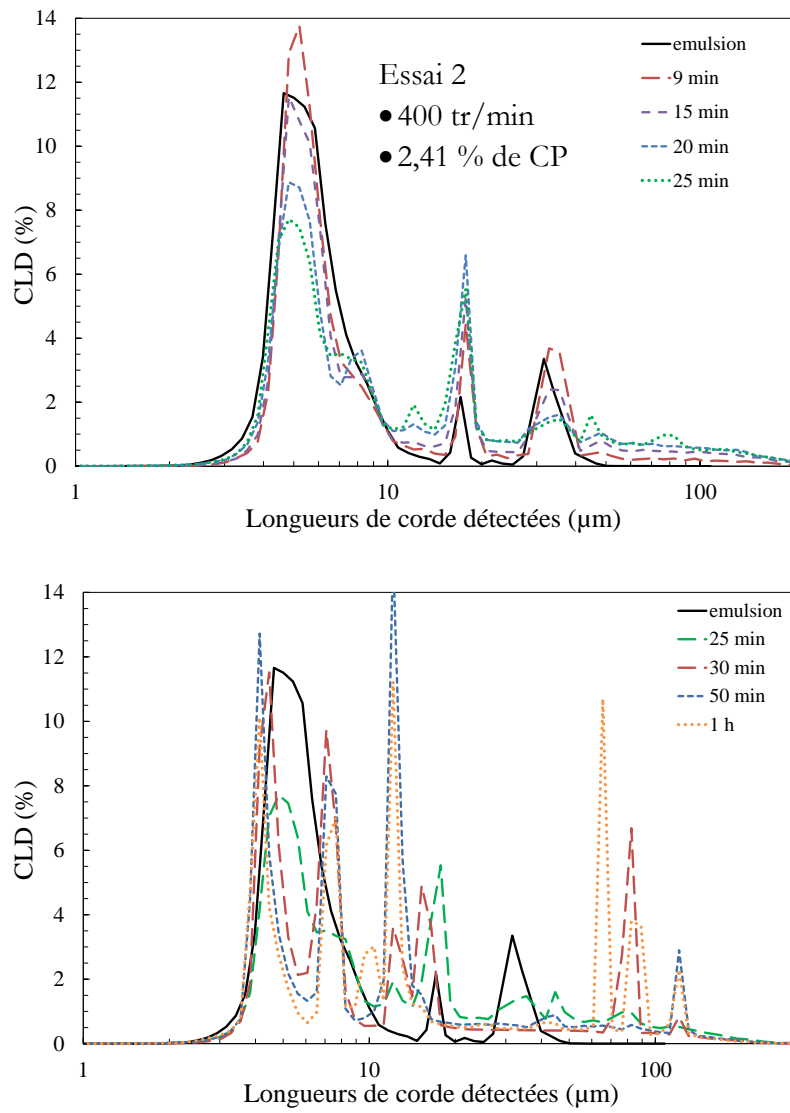 14
12
10
8
6
4
2
0
CLD (%)
Essai 2
● 400 tr/min
● 2,41 % de CP
emulsion
9 min
15 min
20 min
25 min
1
10
100
Longueurs de corde détectées (µm)
14
12
10
8
6
4
2
0
CLD (%)
emulsion
25 min
30 min
50 min
1 h
1
10
100
Longueurs de corde détectées (µm)